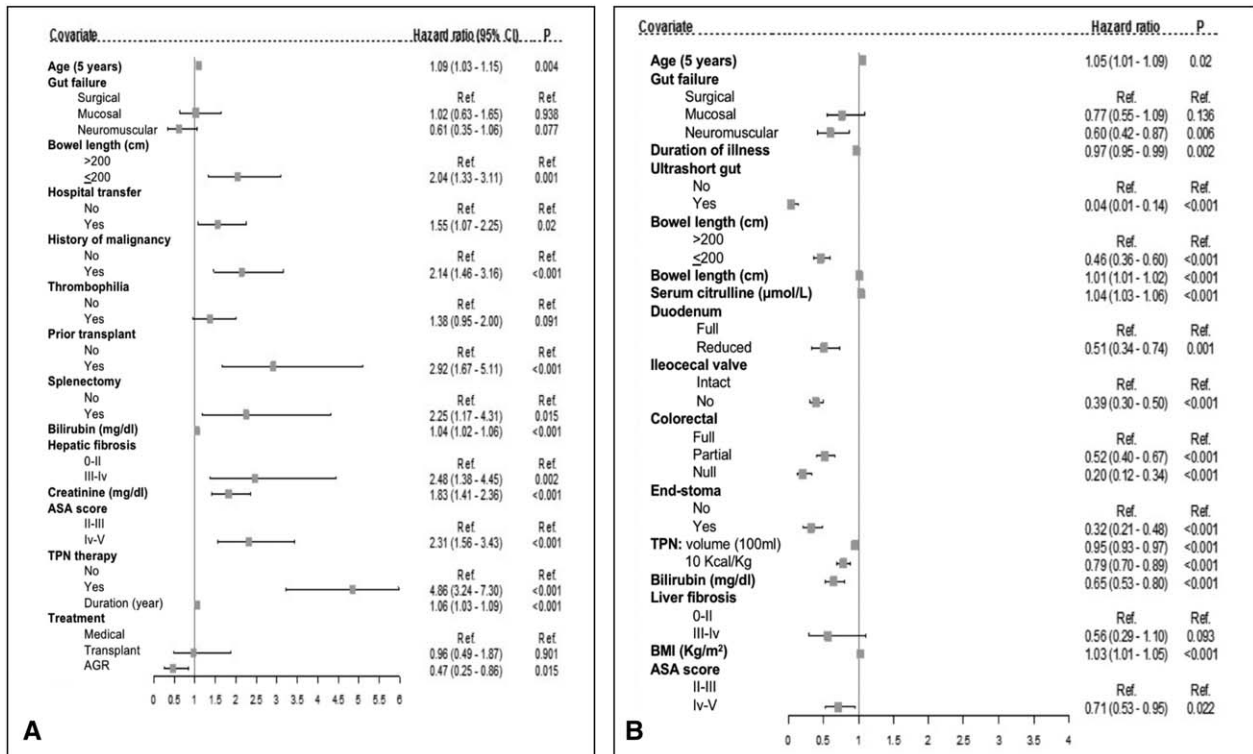 Covariate Hazard ratio (95% CI) P
Age (5 years) 1.09 (1.03 - 1.15) 0.004
Gut failure
Surgical Ref. Ref.
Mucosal 1.02 (0.63 - 1.65) 0.938
Neuromuscular 0.61 (0.35 - 1.06) 0.077
Bowel length (cm)
>200 Ref. Ref.
≤200 2.04 (1.33 - 3.11) 0.001
Hospital transfer
No Ref. Ref.
Yes 1.55 (1.07 - 2.25) 0.02
History of malignancy
No Ref. Ref.
Yes 2.14 (1.46 - 3.16) <0.001
Thrombophilia
No Ref. Ref.
Yes 1.38 (0.95 - 2.00) 0.091
Prior transplant
No Ref. Ref.
Yes 2.92 (1.67 - 5.11) <0.001
Splenectomy
No Ref. Ref.
Yes 2.25 (1.17 - 4.31) 0.015
Bilirubin (mg/dl) 1.04 (1.02 - 1.06) <0.001
Hepatic fibrosis
0-II Ref. Ref.
III-Iv 2.48 (1.38 - 4.45) 0.002
Creatinine (mg/dl) 1.83 (1.41 - 2.36) <0.001
ASA score
II-III Ref. Ref.
Iv-V 2.31 (1.56 - 3.43) <0.001
TPN therapy
No Ref. Ref.
Yes 4.86 (3.24 - 7.30) <0.001
Duration (year) 1.06 (1.03 - 1.09) <0.001
Treatment
Medical Ref. Ref.
Transplant 0.96 (0.49 - 1.87) 0.901
AGR 0.47 (0.25 - 0.86) 0.015
0 0.5 1 1.5 2 2.5 3 3.5 4 4.5 5 5.5 6
A
Covariate Hazard ratio P
Age (5 years) 1.05 (1.01 - 1.09) 0.02
Gut failure
Surgical Ref. Ref.
Mucosal 0.77 (0.55 - 1.09) 0.136
Neuromuscular 0.60 (0.42 - 0.87) 0.006
Duration of illness 0.97 (0.95 - 0.99) 0.002
Ultrashort gut
No Ref. Ref.
Yes 0.04 (0.01 - 0.14) <0.001
Bowel length (cm)
>200 Ref. Ref.
≤200 0.46 (0.36 - 0.60) <0.001
Bowel length (cm) 1.01 (1.01 - 1.02) <0.001
Serum citrulline (µmol/L) 1.04 (1.03 - 1.06) <0.001
Duodenum
Full Ref. Ref.
Reduced 0.51 (0.34 - 0.74) 0.001
Ileocecal valve
Intact Ref. Ref.
No 0.39 (0.30 - 0.50) <0.001
Colorectal
Full Ref. Ref.
Partial 0.52 (0.40 - 0.67) <0.001
Null 0.20 (0.12 - 0.34) <0.001
End-stoma
No Ref. Ref.
Yes 0.32 (0.21 - 0.48) <0.001
TPN: volume (100ml) 0.95 (0.93 - 0.97) <0.001
10 Kcal/Kg 0.79 (0.70 - 0.89) <0.001
Bilirubin (mg/dl) 0.65 (0.53 - 0.80) <0.001
Liver fibrosis
0-II Ref. Ref.
III-Iv 0.56 (0.29 - 1.10) 0.093
BMI (Kg/m²) 1.03 (1.01 - 1.05) <0.001
ASA score
II-III Ref. Ref.
Iv-V 0.71 (0.53 - 0.95) 0.022
0 0.5 1 1.5 2 2.5 3 3.5 4
B